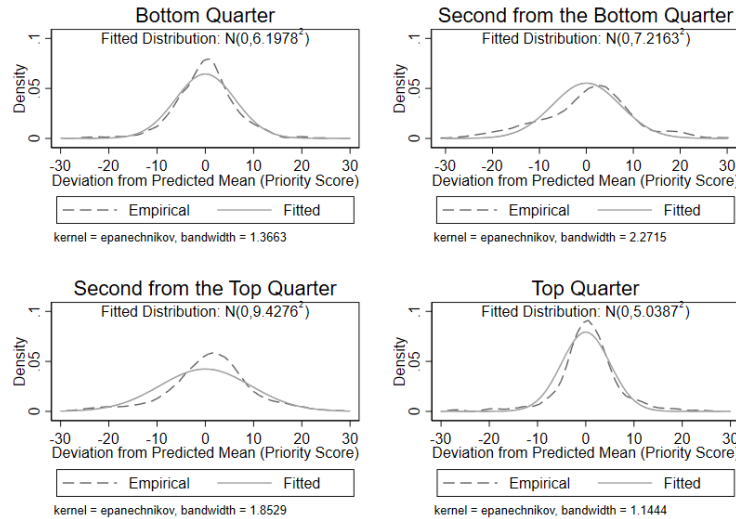 Bottom Quarter
Fitted Distribution: N(0,6.1978²)
Density
.1
.05
0
-30 -20 -10 0 10 20 30
Deviation from Predicted Mean (Priority Score)
Empirical Fitted
kernel = epanechnikov, bandwidth = 1.3663
Second from the Bottom Quarter
Fitted Distribution: N(0,7.2163²)
Density
.1
.05
0
-30 -20 -10 0 10 20 30
Deviation from Predicted Mean (Priority Score)
Empirical Fitted
kernel = epanechnikov, bandwidth = 2.2715
Second from the Top Quarter
Fitted Distribution: N(0,9.4276²)
Density
.1
.05
0
-30 -20 -10 0 10 20 30
Deviation from Predicted Mean (Priority Score)
Empirical Fitted
kernel = epanechnikov, bandwidth = 1.8529
Top Quarter
Fitted Distribution: N(0,5.0387²)
Density
.1
.05
0
-30 -20 -10 0 10 20 30
Deviation from Predicted Mean (Priority Score)
Empirical Fitted
kernel = epanechnikov, bandwidth = 1.1444